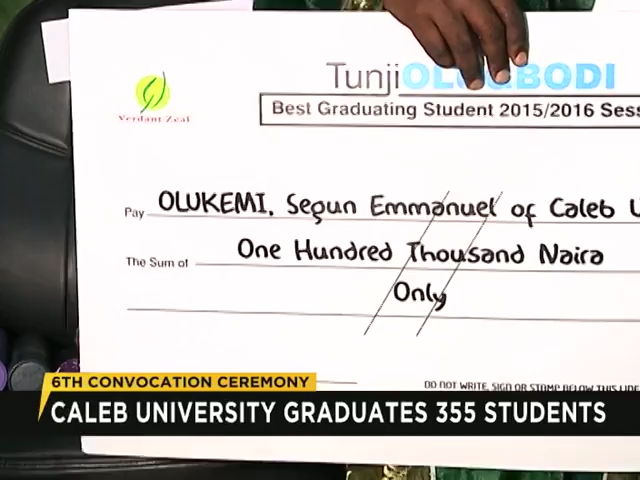 Tunji OLUGBODI
Verdant Zeal
Best Graduating Student 2015/2016 Sess
Pay OLUKEMI, Segun Emmanuel of Caleb U
The Sum of One Hundred Thousand Naira
Only
DO NOT WRITE, SIGN OR STAMP BELOW THIS LINE
6TH CONVOCATION CEREMONY
CALEB UNIVERSITY GRADUATES 355 STUDENTS